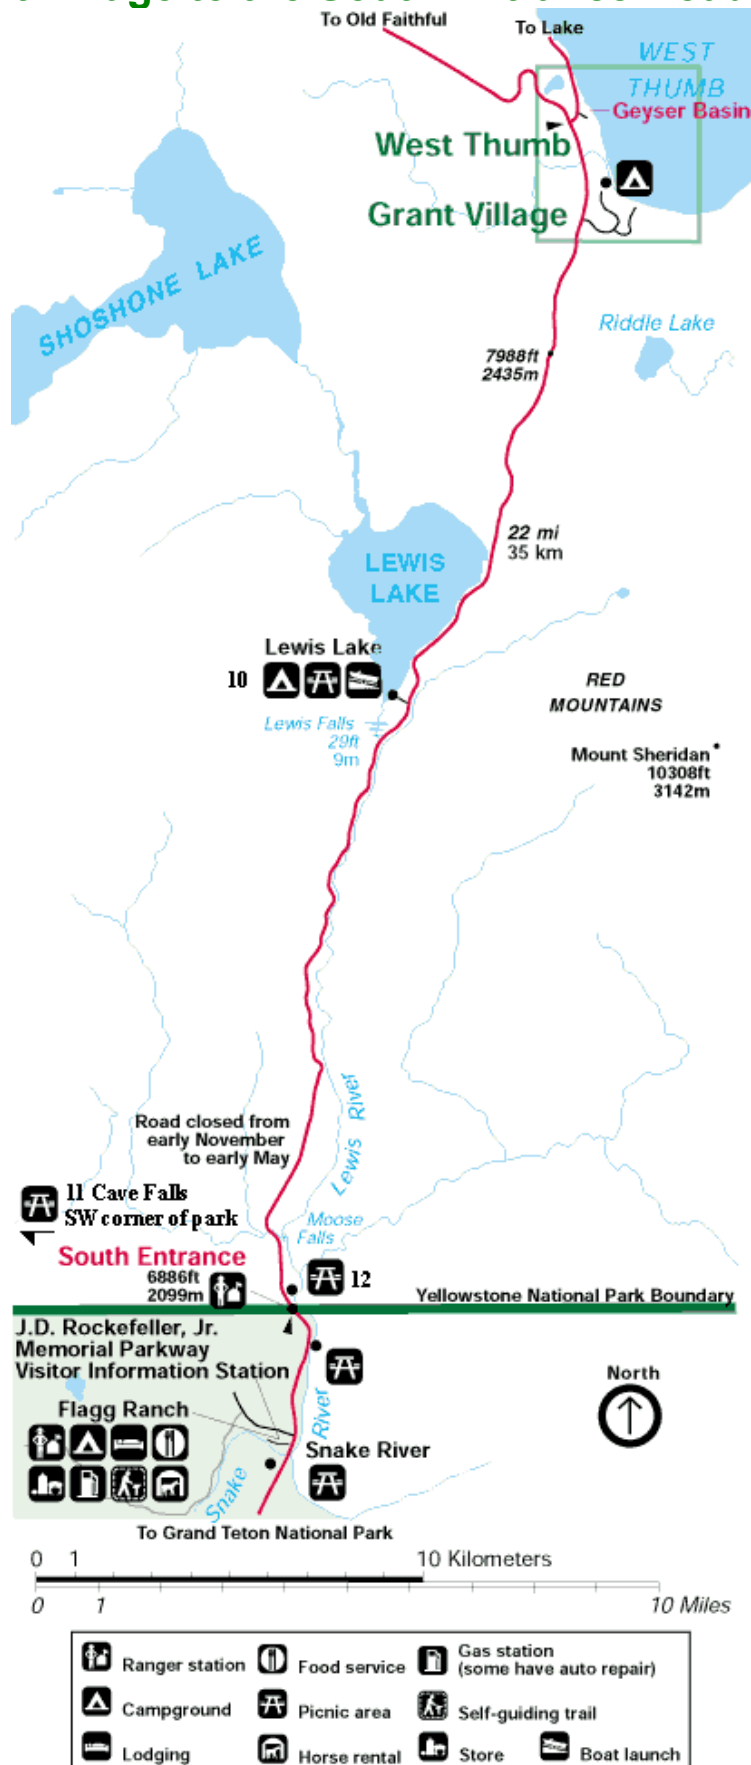 To Old Faithful
To Lake
WEST
THUMB
Geyser Basin
West Thumb
Grant Village
SHOSHONE LAKE
Riddle Lake
7988ft
2435m
22 mi
35 km
LEWIS
LAKE
Lewis Lake
10
Lewis Falls
29ft
9m
RED
MOUNTAINS
Mount Sheridan
10308ft
3142m
Lewis River
Road closed from
early November
to early May
11 Cave Falls
SW corner of park
Moose
Falls
South Entrance
6886ft
2099m
12
Yellowstone National Park Boundary
J.D. Rockefeller, Jr.
Memorial Parkway
Visitor Information Station
North
Flagg Ranch
Snake River
Snake River
To Grand Teton National Park
0 1 10 Kilometers
0 1 10 Miles
Ranger station
Food service
Gas station
(some have auto repair)
Campground
Picnic area
Self-guiding trail
Lodging
Horse rental
Store
Boat launch